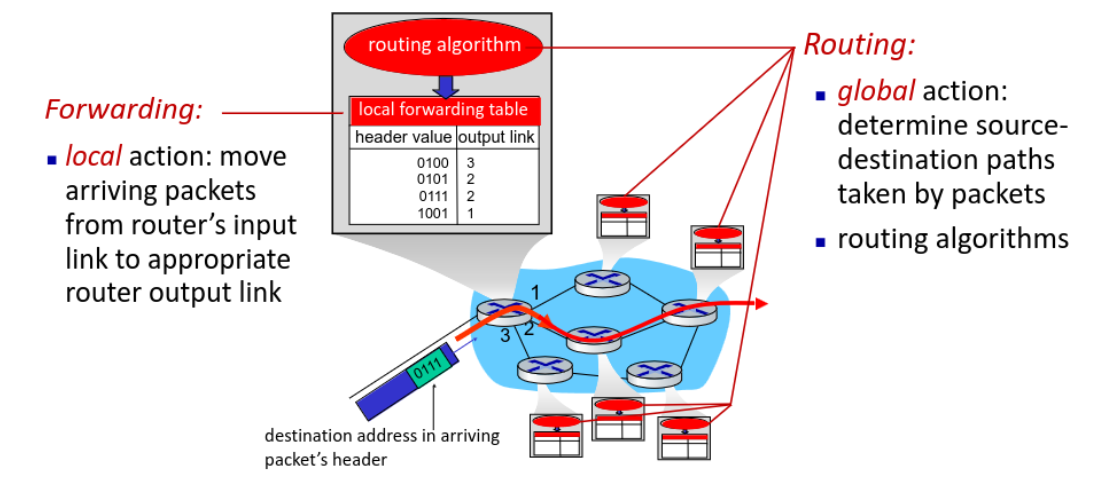 routing algorithm
local forwarding table
header value output link
0100 3
0101 2
0111 2
1001 1
Forwarding:
local action: move
arriving packets
from router's input
link to appropriate
router output link
Routing:
global action:
determine source-
destination paths
taken by packets
routing algorithms
1
2
3
0111
destination address in arriving
packet's header